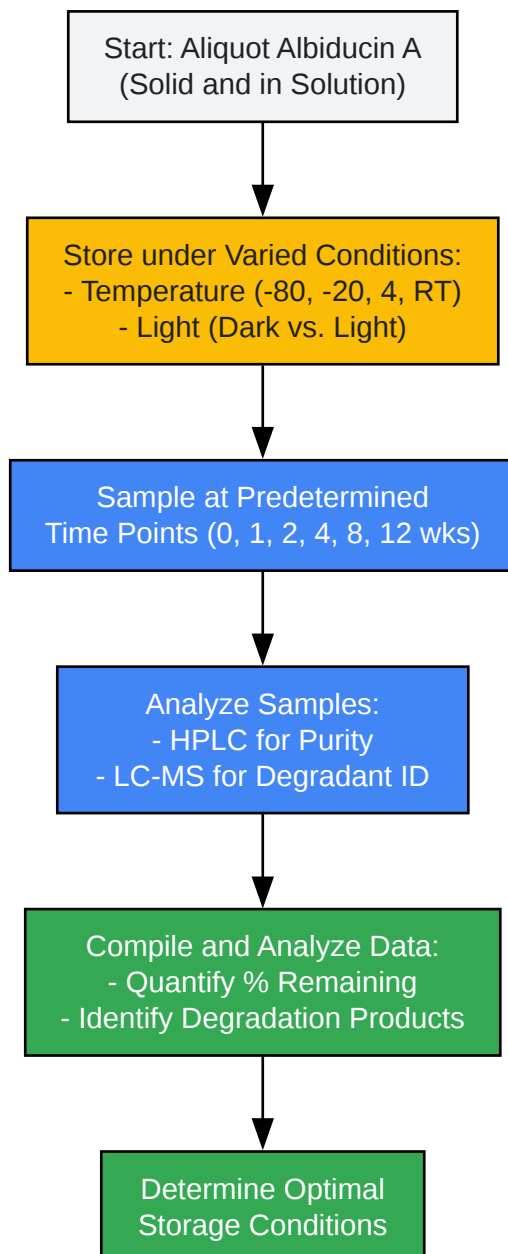 Start: Aliquot Albiducin A
(Solid and in Solution)
Store under Varied Conditions:
- Temperature (-80, -20, 4, RT)
- Light (Dark vs. Light)
Sample at Predetermined
Time Points (0, 1, 2, 4, 8, 12 wks)
Analyze Samples:
- HPLC for Purity
- LC-MS for Degradant ID
Compile and Analyze Data:
- Quantify % Remaining
- Identify Degradation Products
Determine Optimal
Storage Conditions